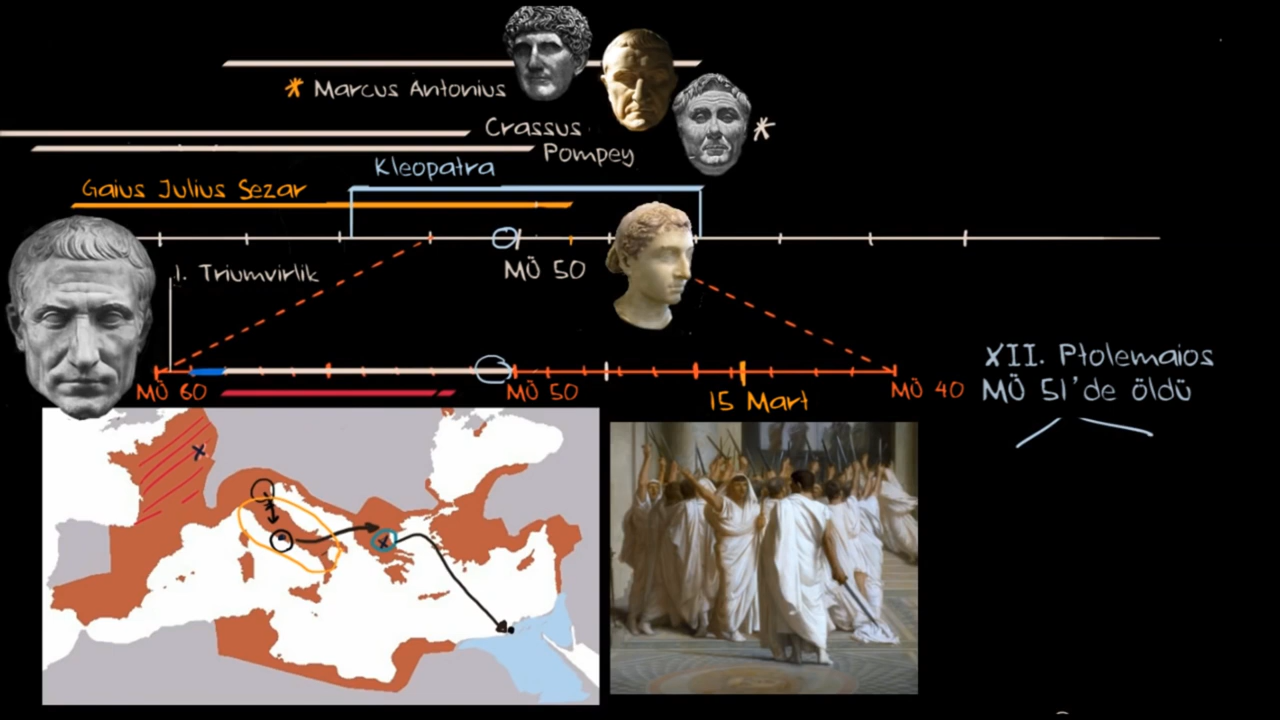 * Marcus Antonius
Crassus
*
Pompey
Kleopatra
Gaius Julius Sezar
I. Triumvirlik
MÖ 50
MÖ 60
MÖ 50
15 Mart
MÖ 40
XII. Ptolemaios
MÖ 51'de öldü